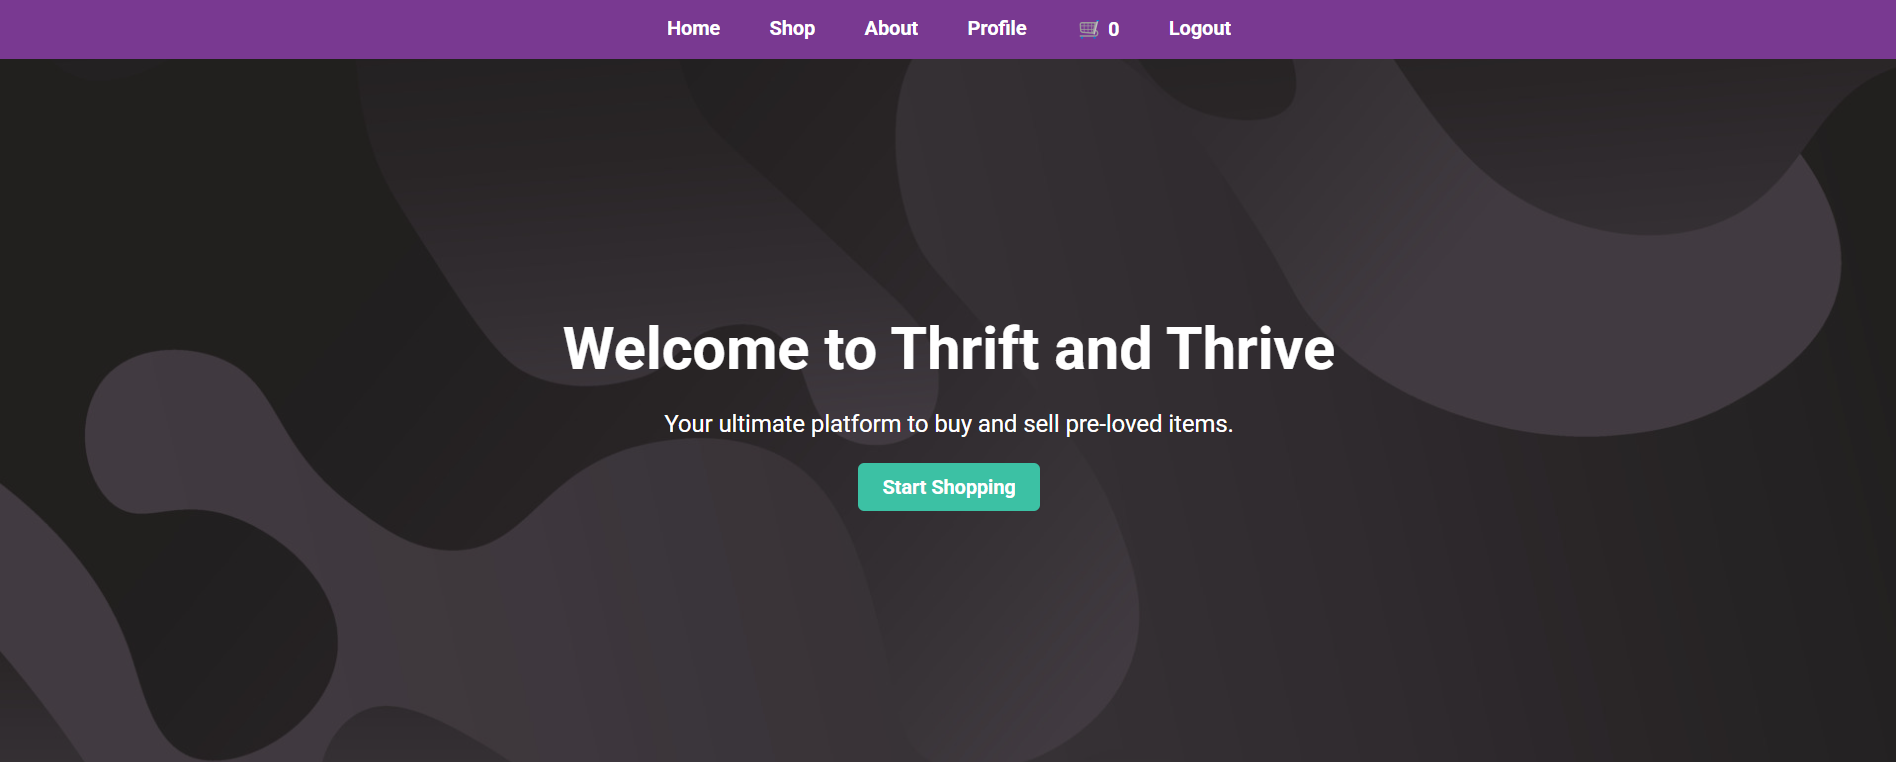 Home Shop About Profile 🛒 0 Logout
Welcome to Thrift and Thrive
Your ultimate platform to buy and sell pre-loved items.
Start Shopping